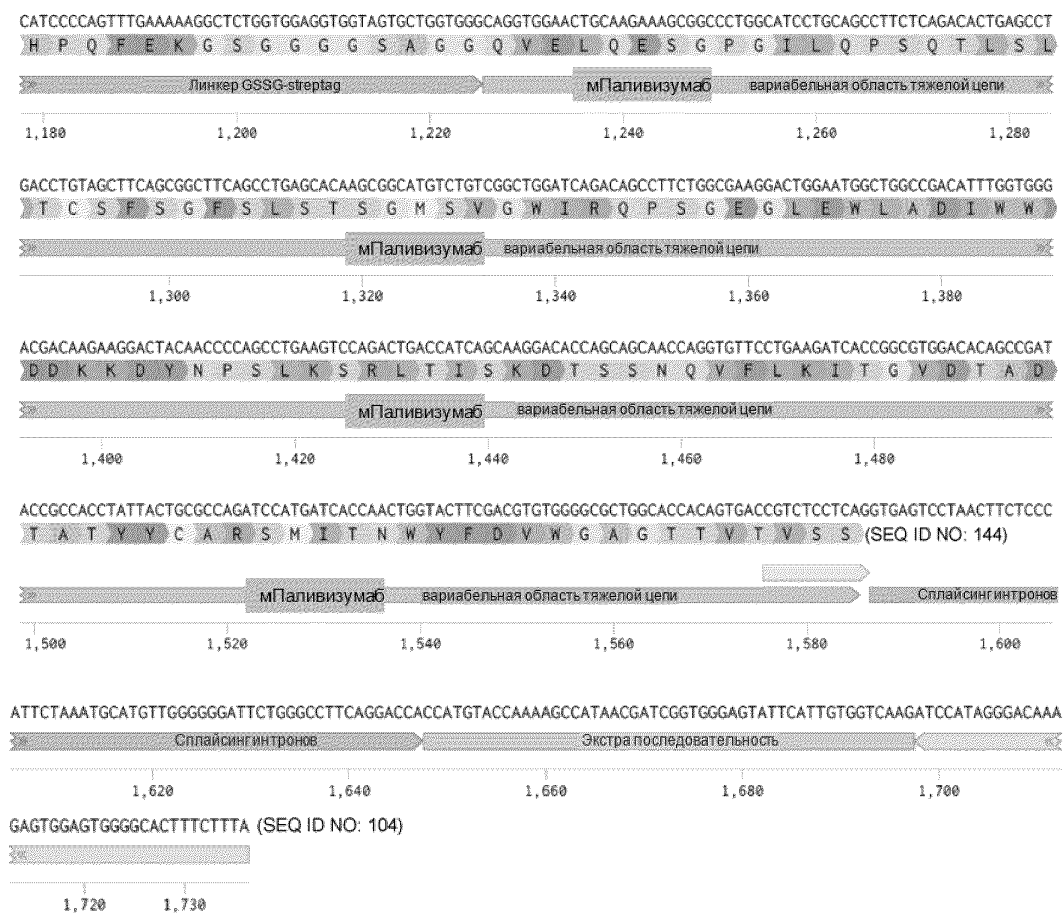 CATCCCCAGTTTGAAAAAGGCTCTGGTGGAGGTGGTAGTGCTGGTGGGCAGGTGGAACTGCAAGAAAGCGGCCCTGGCATCCTGCAGCCTTCTCAGACACTGAGCCT
H P Q F E K G S G G G G S A G G Q V E L Q E S G P G I L Q P S Q T L S L
Линкер GSSG-streptag мПаливизумаб вариабельная область тяжелой цепи
1,180 1,200 1,220 1,240 1,260 1,280
GACCTGTAGCTTCAGCGGCTTCAGCCTGAGCACAAGCGGCATGTCTGTCGGCTGGATCAGACAGCCTTCTGGCGAAGGACTGGAATGGCTGGCCGACATTTGGTGGG
T C S F S G F S L S T S G M S V G W I R Q P S G E G L E W L A D I W W
мПаливизумаб вариабельная область тяжелой цепи
1,300 1,320 1,340 1,360 1,380
ACGACAAGAAGGACTACAACCCCAGCCTGAAGTCCAGACTGACCATCAGCAAGGACACCAGCAGCAACCAGGTGTTCCTGAAGATCACCGGCGTGGACACAGCCGAT
D D K K D Y N P S L K S R L T I S K D T S S N Q V F L K I T G V D T A D
мПаливизумаб вариабельная область тяжелой цепи
1,400 1,420 1,440 1,460 1,480
ACCGCCACCTATTACTGCGCCAGATCCATGATCACCAACTGGTACTTCGACGTGTGGGGCGCTGGCACCACAGTGACCGTCTCCTCAGGTGAGTCCTAACTTCTCCC
T A T Y Y C A R S M I T N W Y F D V W G A G T T V T V S S (SEQ ID NO: 144)
мПаливизумаб вариабельная область тяжелой цепи Сплайсинг интронов
1,500 1,520 1,540 1,560 1,580 1,600
ATTCTAAATGCATGTTGGGGGGATTCTGGGCCTTCAGGACCACCATGTACCAAAAGCCATAACGATCGGTGGGAGTATTCATTGTGGTCAAGATCCATAGGGACAAA
Сплайсинг интронов Экстра последовательность
1,620 1,640 1,660 1,680 1,700
GAGTGGAGTGGGGCACTTTCTTTA (SEQ ID NO: 104)
1,720 1,730